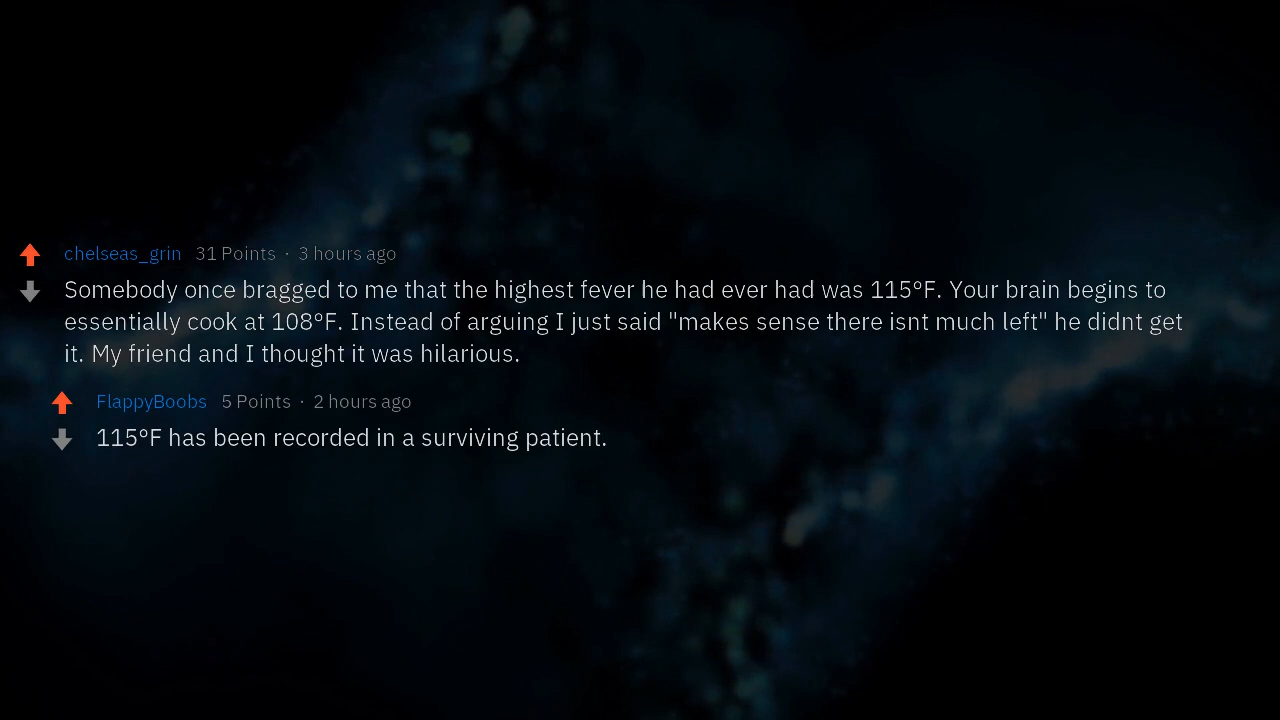 chelseas_grin 31 Points · 3 hours ago
Somebody once bragged to me that the highest fever he had ever had was 115ºF. Your brain begins to
essentially cook at 108ºF. Instead of arguing I just said "makes sense there isnt much left" he didnt get
it. My friend and I thought it was hilarious.
FlappyBoobs 5 Points · 2 hours ago
115ºF has been recorded in a surviving patient.